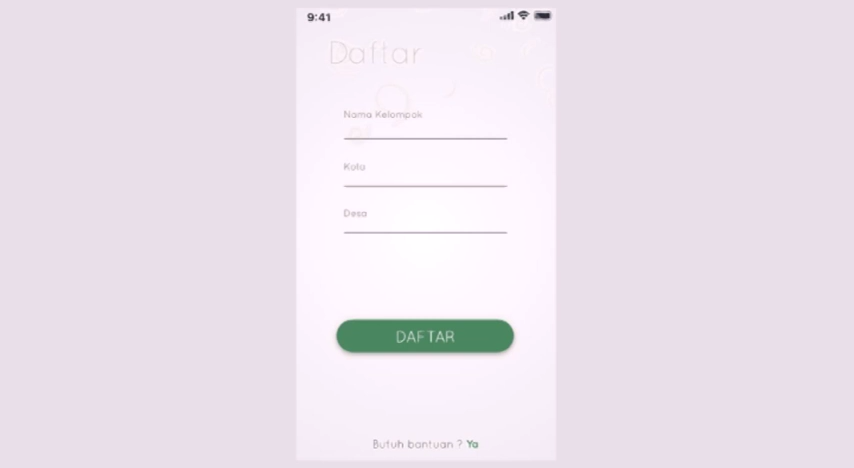 9:41
Daftar
Nama Kelompok
Kota
Desa
DAFTAR
Butuh bantuan ? Ya